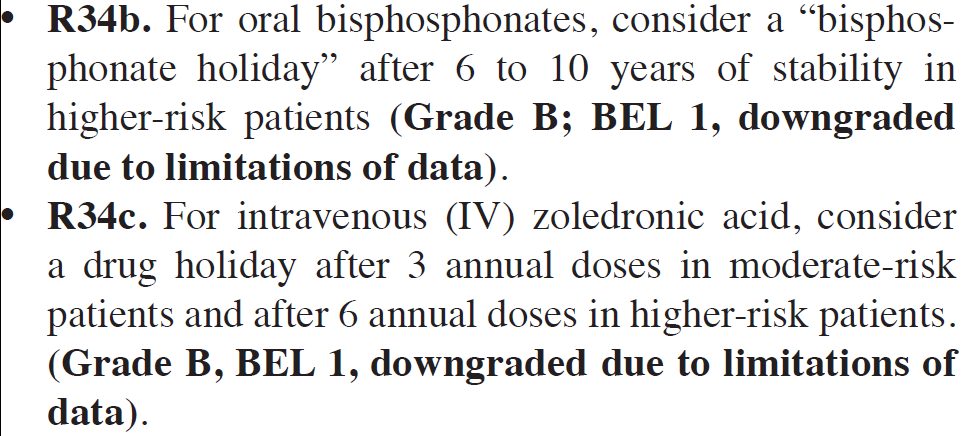 • R34b. For oral bisphosphonates, consider a “bisphos-
phonate holiday” after 6 to 10 years of stability in
higher-risk patients (Grade B; BEL 1, downgraded
due to limitations of data).
• R34c. For intravenous (IV) zoledronic acid, consider
a drug holiday after 3 annual doses in moderate-risk
patients and after 6 annual doses in higher-risk patients.
(Grade B, BEL 1, downgraded due to limitations of
data).